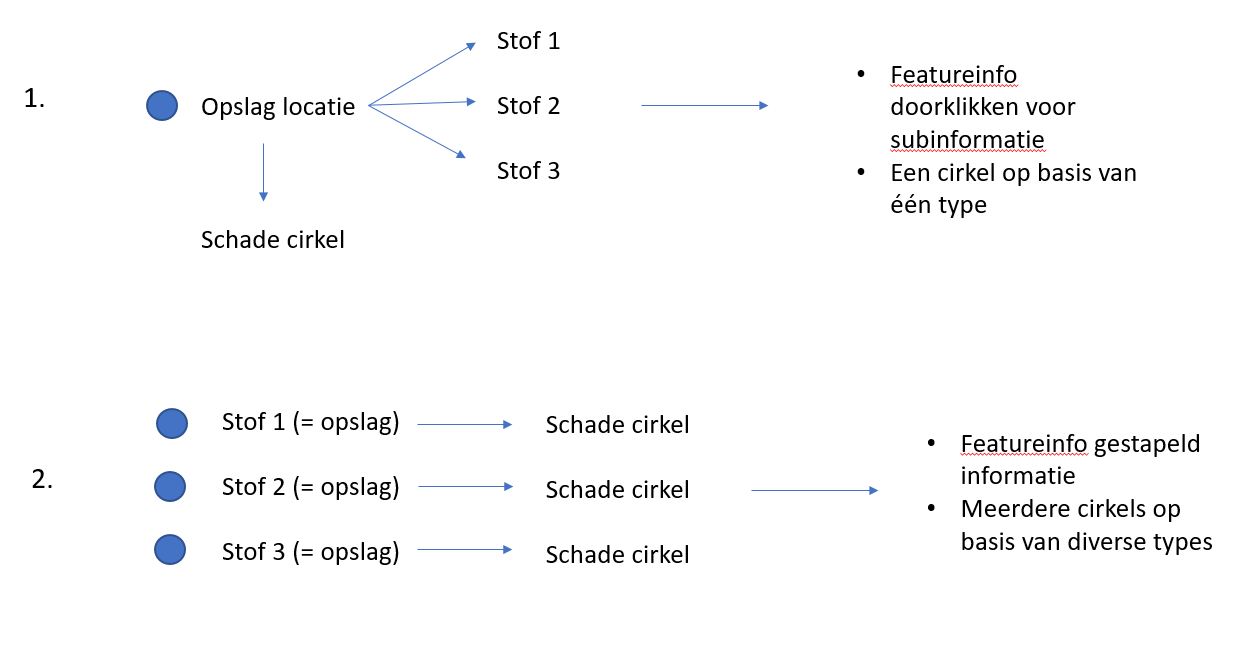 1.
Opslag locatie
Stof 1
Stof 2
Stof 3
Schade cirkel
• Featureinfo
doorklikken voor
subinformatie
• Een cirkel op basis van
één type
2.
Stof 1 (= opslag)
Schade cirkel
Stof 2 (= opslag)
Schade cirkel
Stof 3 (= opslag)
Schade cirkel
• Featureinfo gestapeld
informatie
• Meerdere cirkels op
basis van diverse types